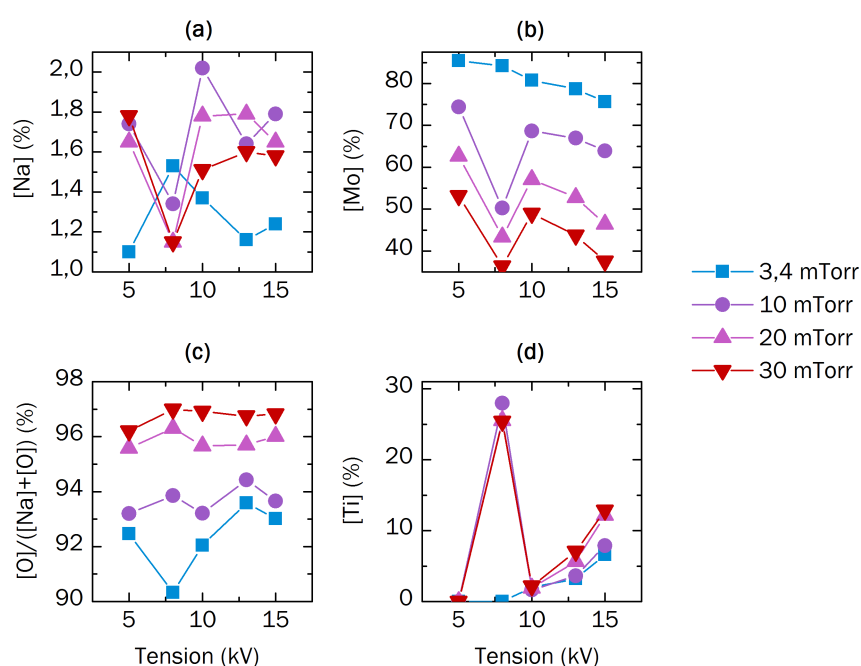 (a)
(b)
[Na] (%)
2,0
1,8
1,6
1,4
1,2
1,0
5
10
15
[Mo] (%)
80
70
60
50
40
5
10
15
3,4 mTorr
10 mTorr
20 mTorr
30 mTorr
(c)
(d)
[O]/([Na]+[O]) (%)
98
96
94
92
90
5
10
15
Tension (kV)
[Ti] (%)
30
20
10
0
5
10
15
Tension (kV)